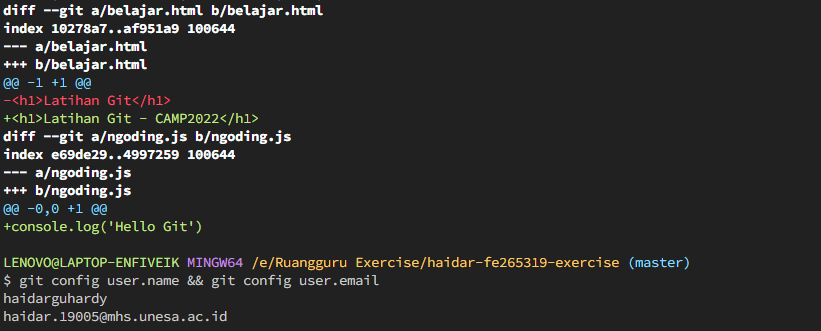 diff --git a/belajar.html b/belajar.html
index 10278a7..af951a9 100644
--- a/belajar.html
+++ b/belajar.html
@@ -1 +1 @@
-<h1>Latihan Git</h1>
+<h1>Latihan Git - CAMP2022</h1>
diff --git a/ngoding.js b/ngoding.js
index e69de29..4997259 100644
--- a/ngoding.js
+++ b/ngoding.js
@@ -0,0 +1 @@
+console.log('Hello Git')
LENOVO@LAPTOP-ENFIVEIK MINGW64 /e/Ruangguru Exercise/haidar-fe265319-exercise (master)
$ git config user.name && git config user.email
haidarguhardy
haidar.19005@mhs.unesa.ac.id